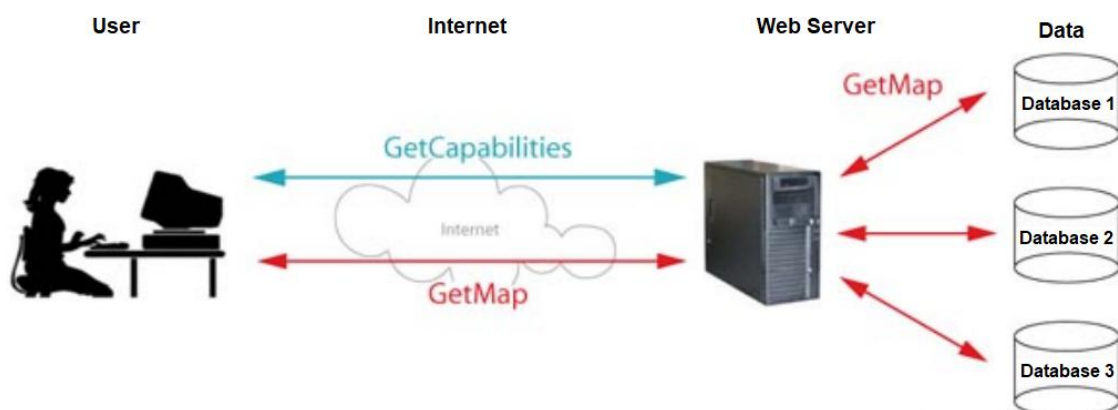 User
Internet
Web Server
Data
GetMap
Database 1
GetCapabilities
Internet
Database 2
GetMap
Database 3